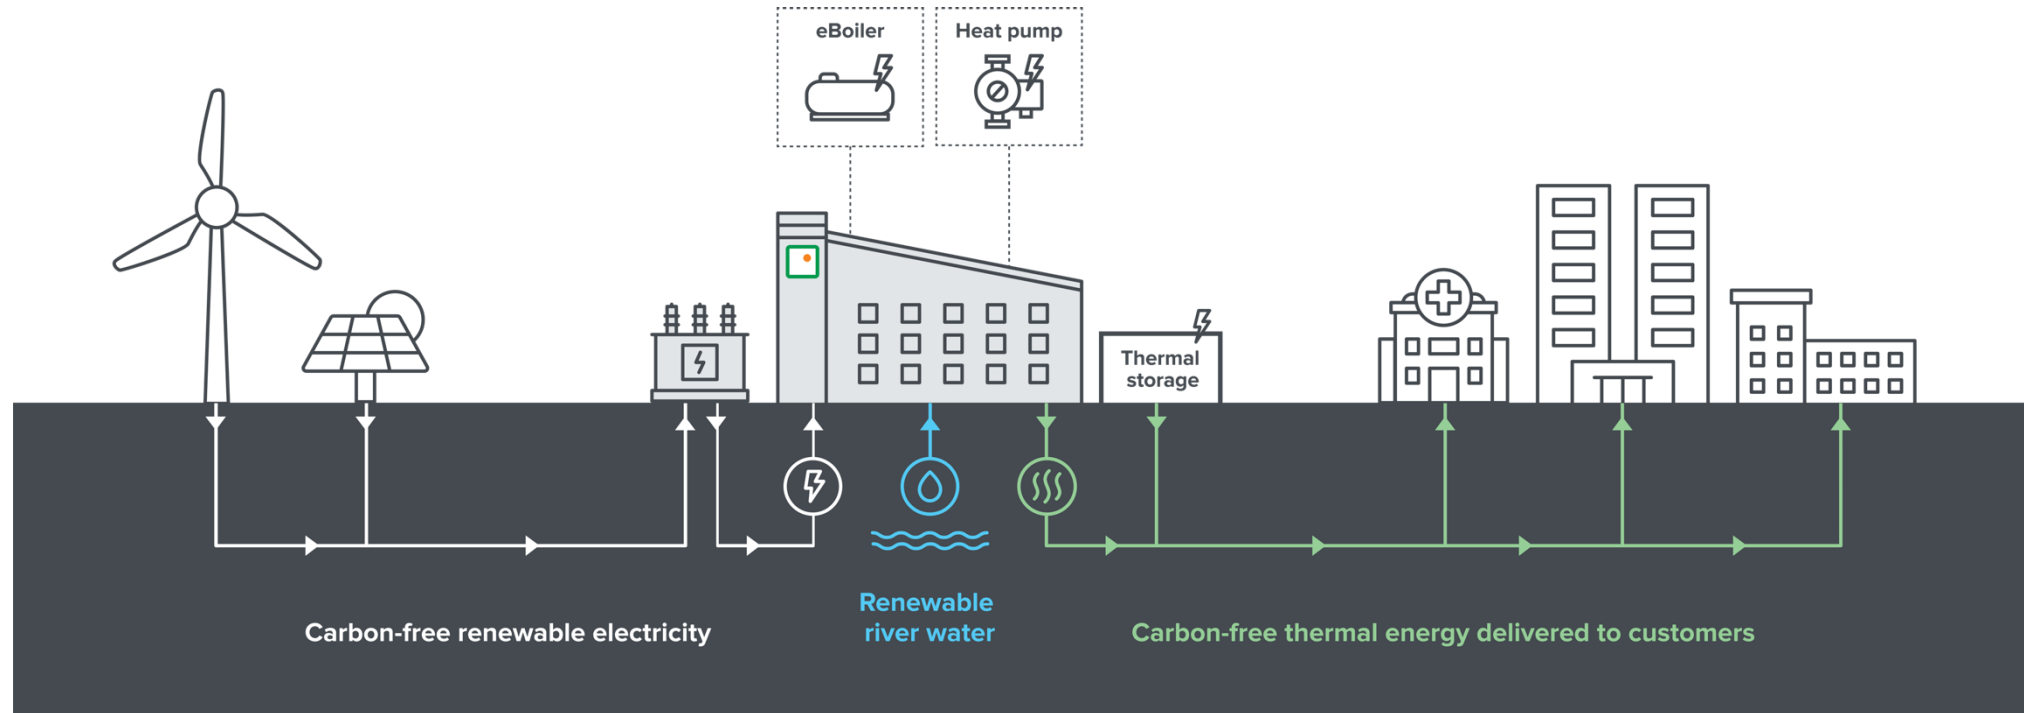 eBoiler
Heat pump
Thermal
storage
Carbon-free renewable electricity
Renewable
river water
Carbon-free thermal energy delivered to customers